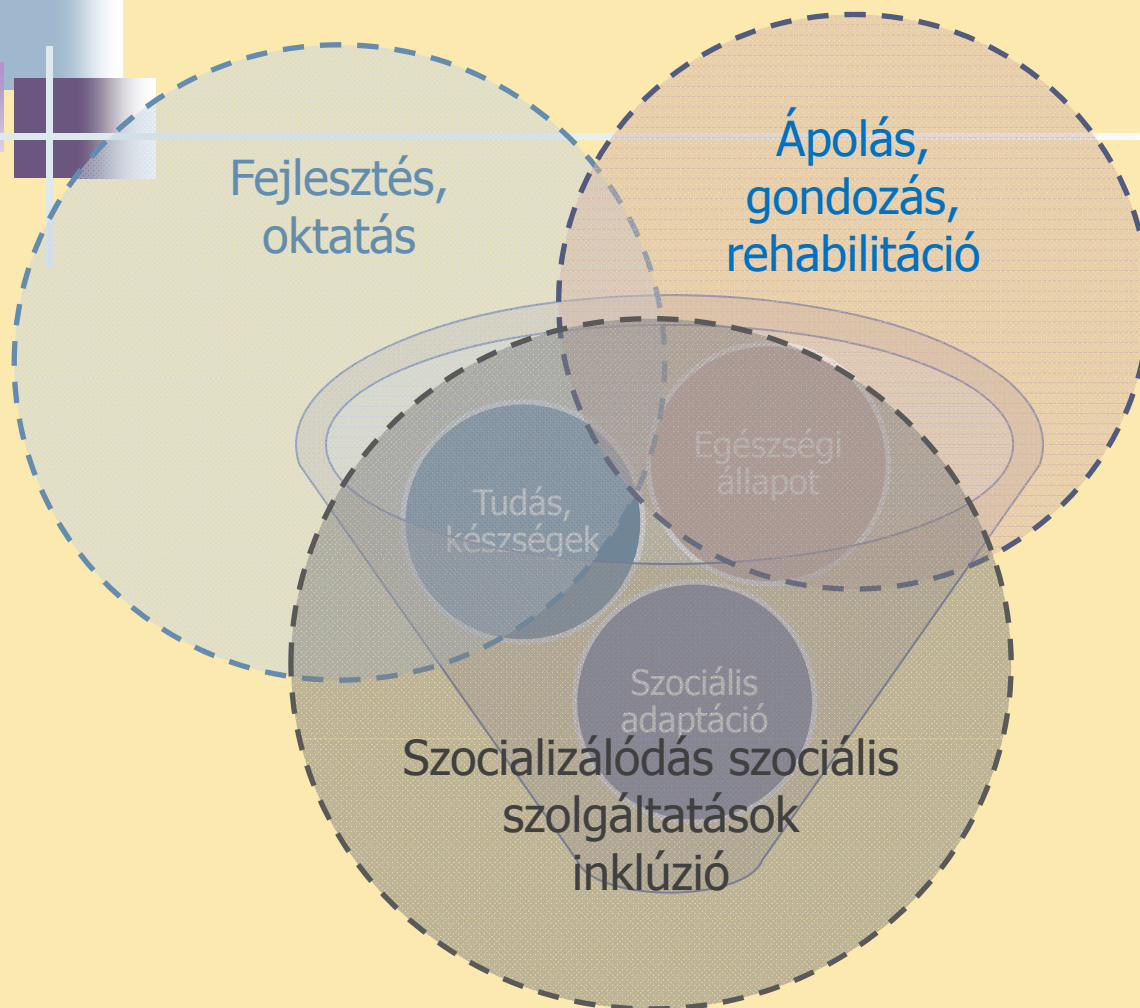 Fejlesztés,
oktatás
Ápolás,
gondozás,
rehabilitáció
Egészségi
állapot
Tudás,
készségek
Szociális
adaptáció
Szocializálódás szociális
szolgáltatások
inklúzió